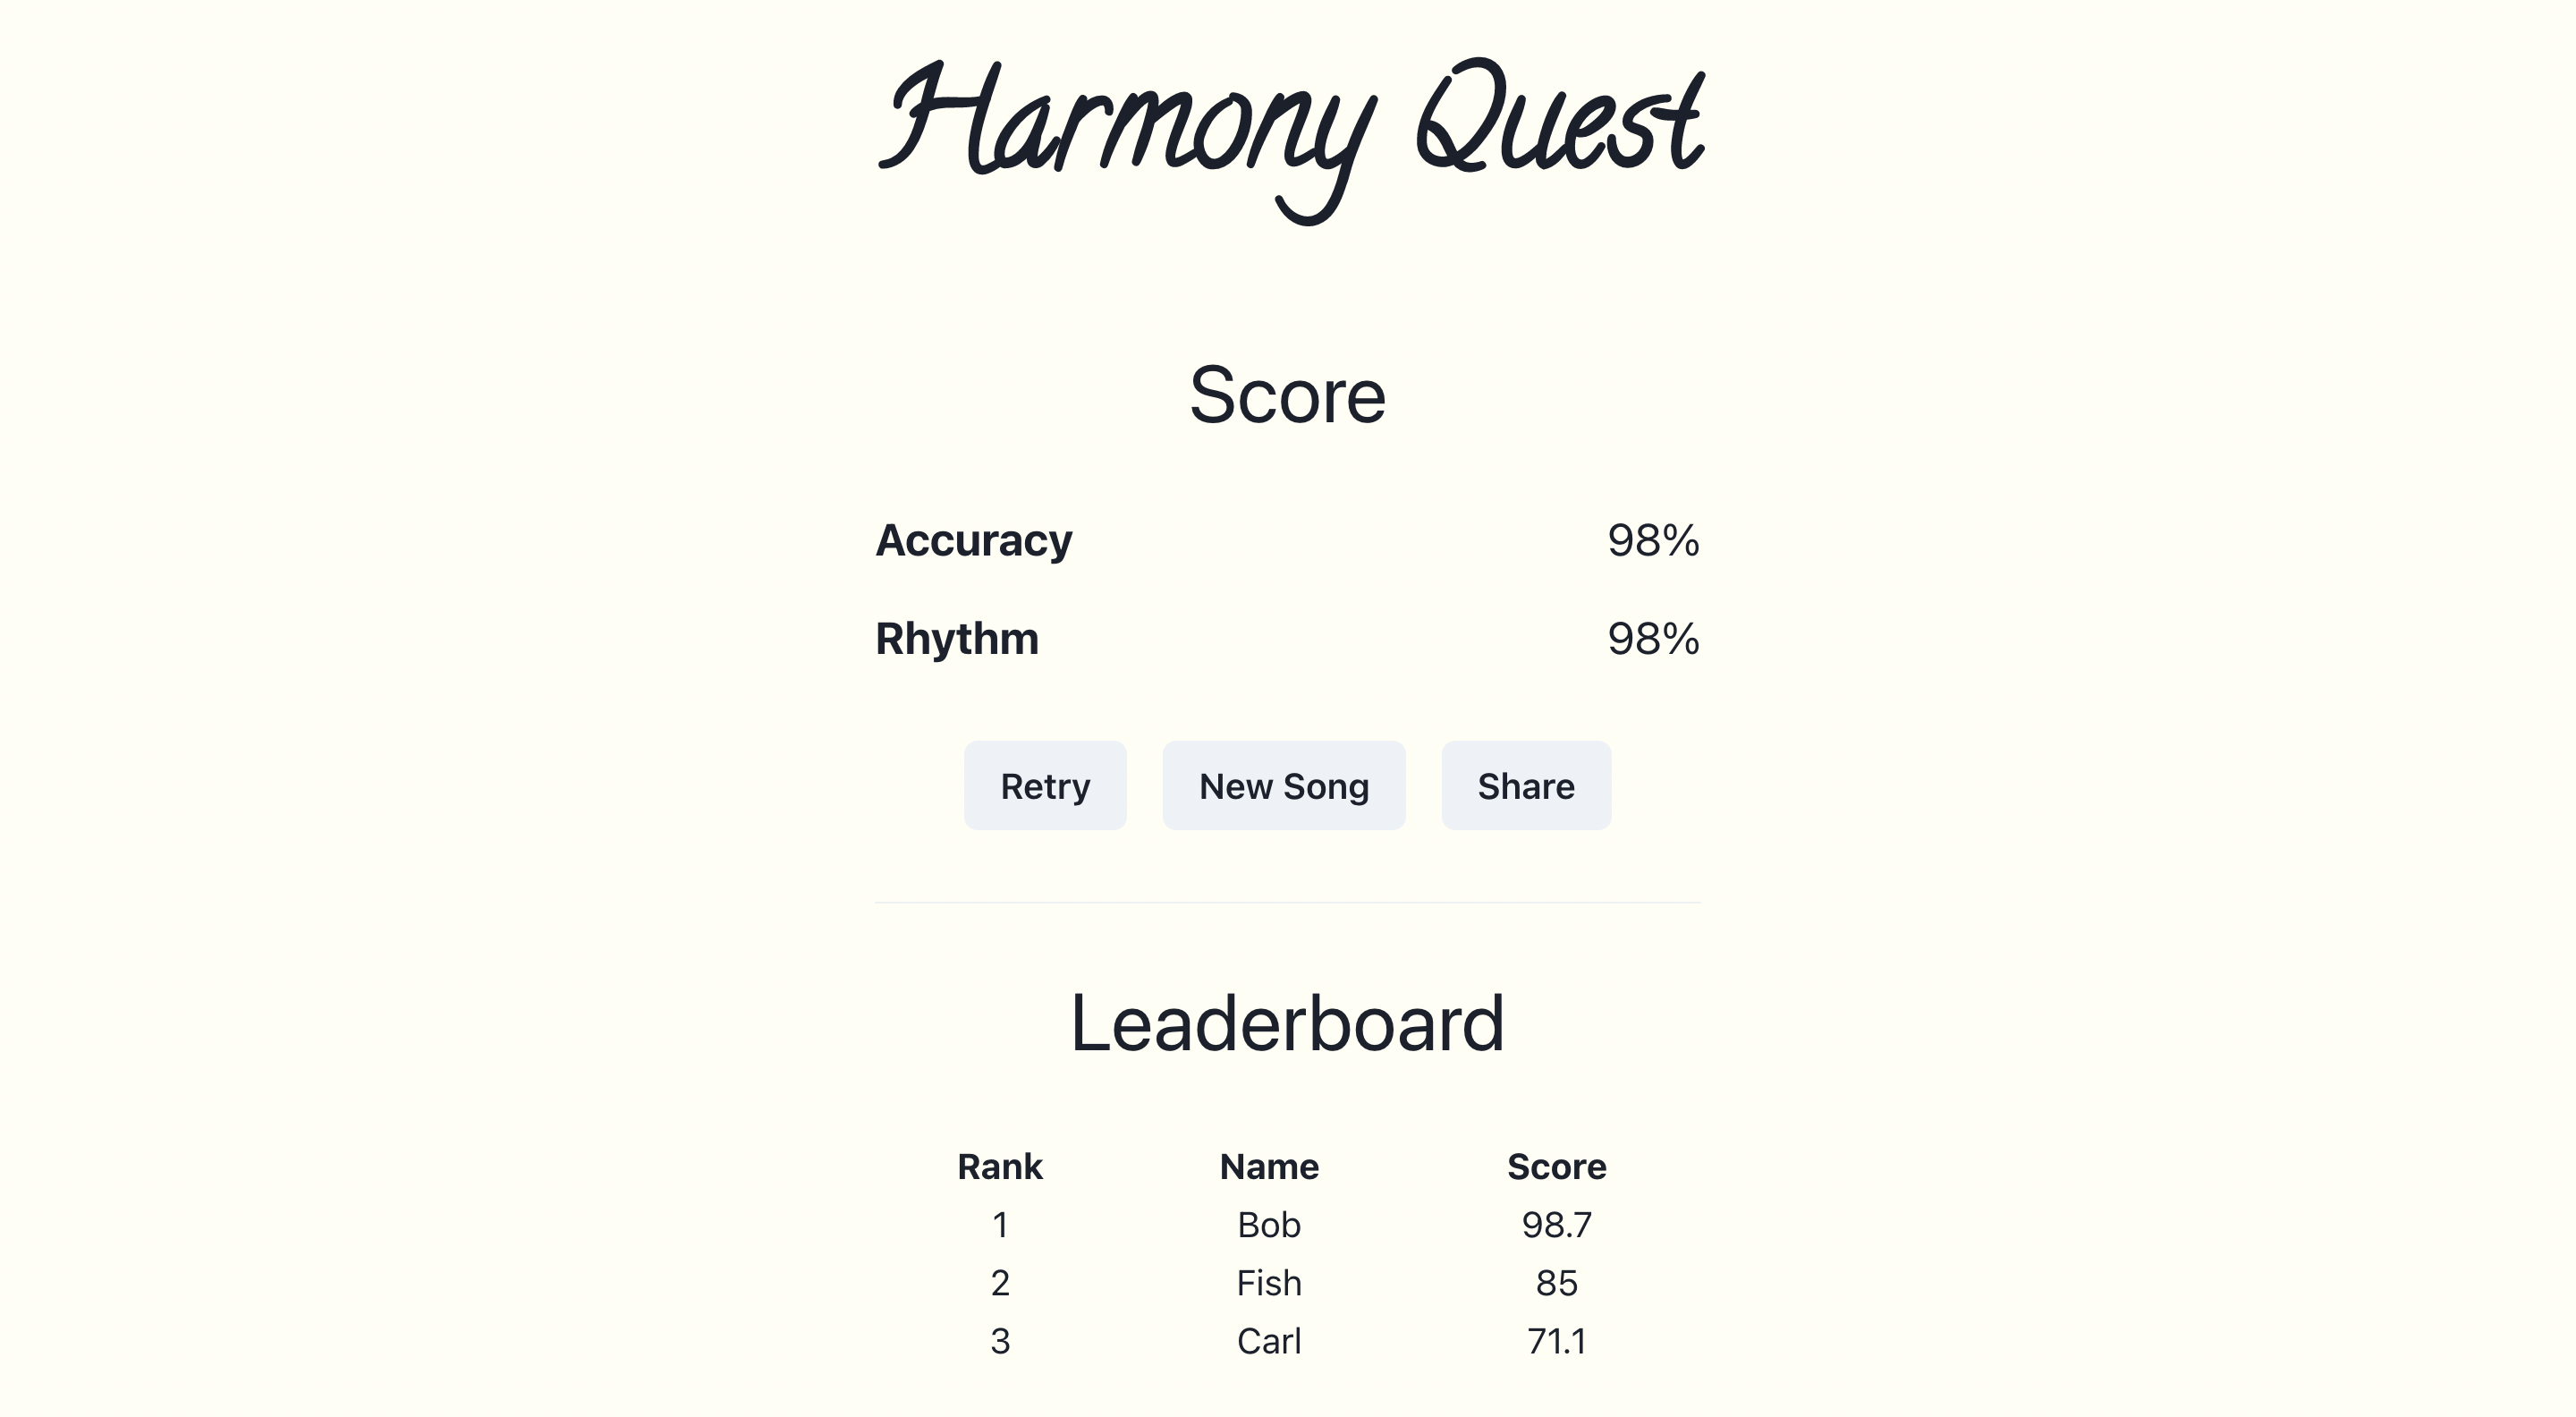 Harmony Quest
Score
Accuracy 98%
Rhythm 98%
Retry New Song Share
Leaderboard
Rank Name Score
1 Bob 98.7
2 Fish 85
3 Carl 71.1